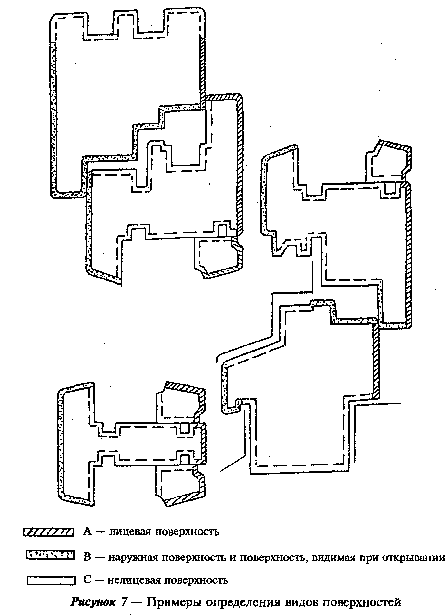 А — лицевая поверхность
В — наружная поверхность и поверхность, видимая при открывании
С — нелицевая поверхность
Рисунок 7 — Примеры определения видов поверхностей